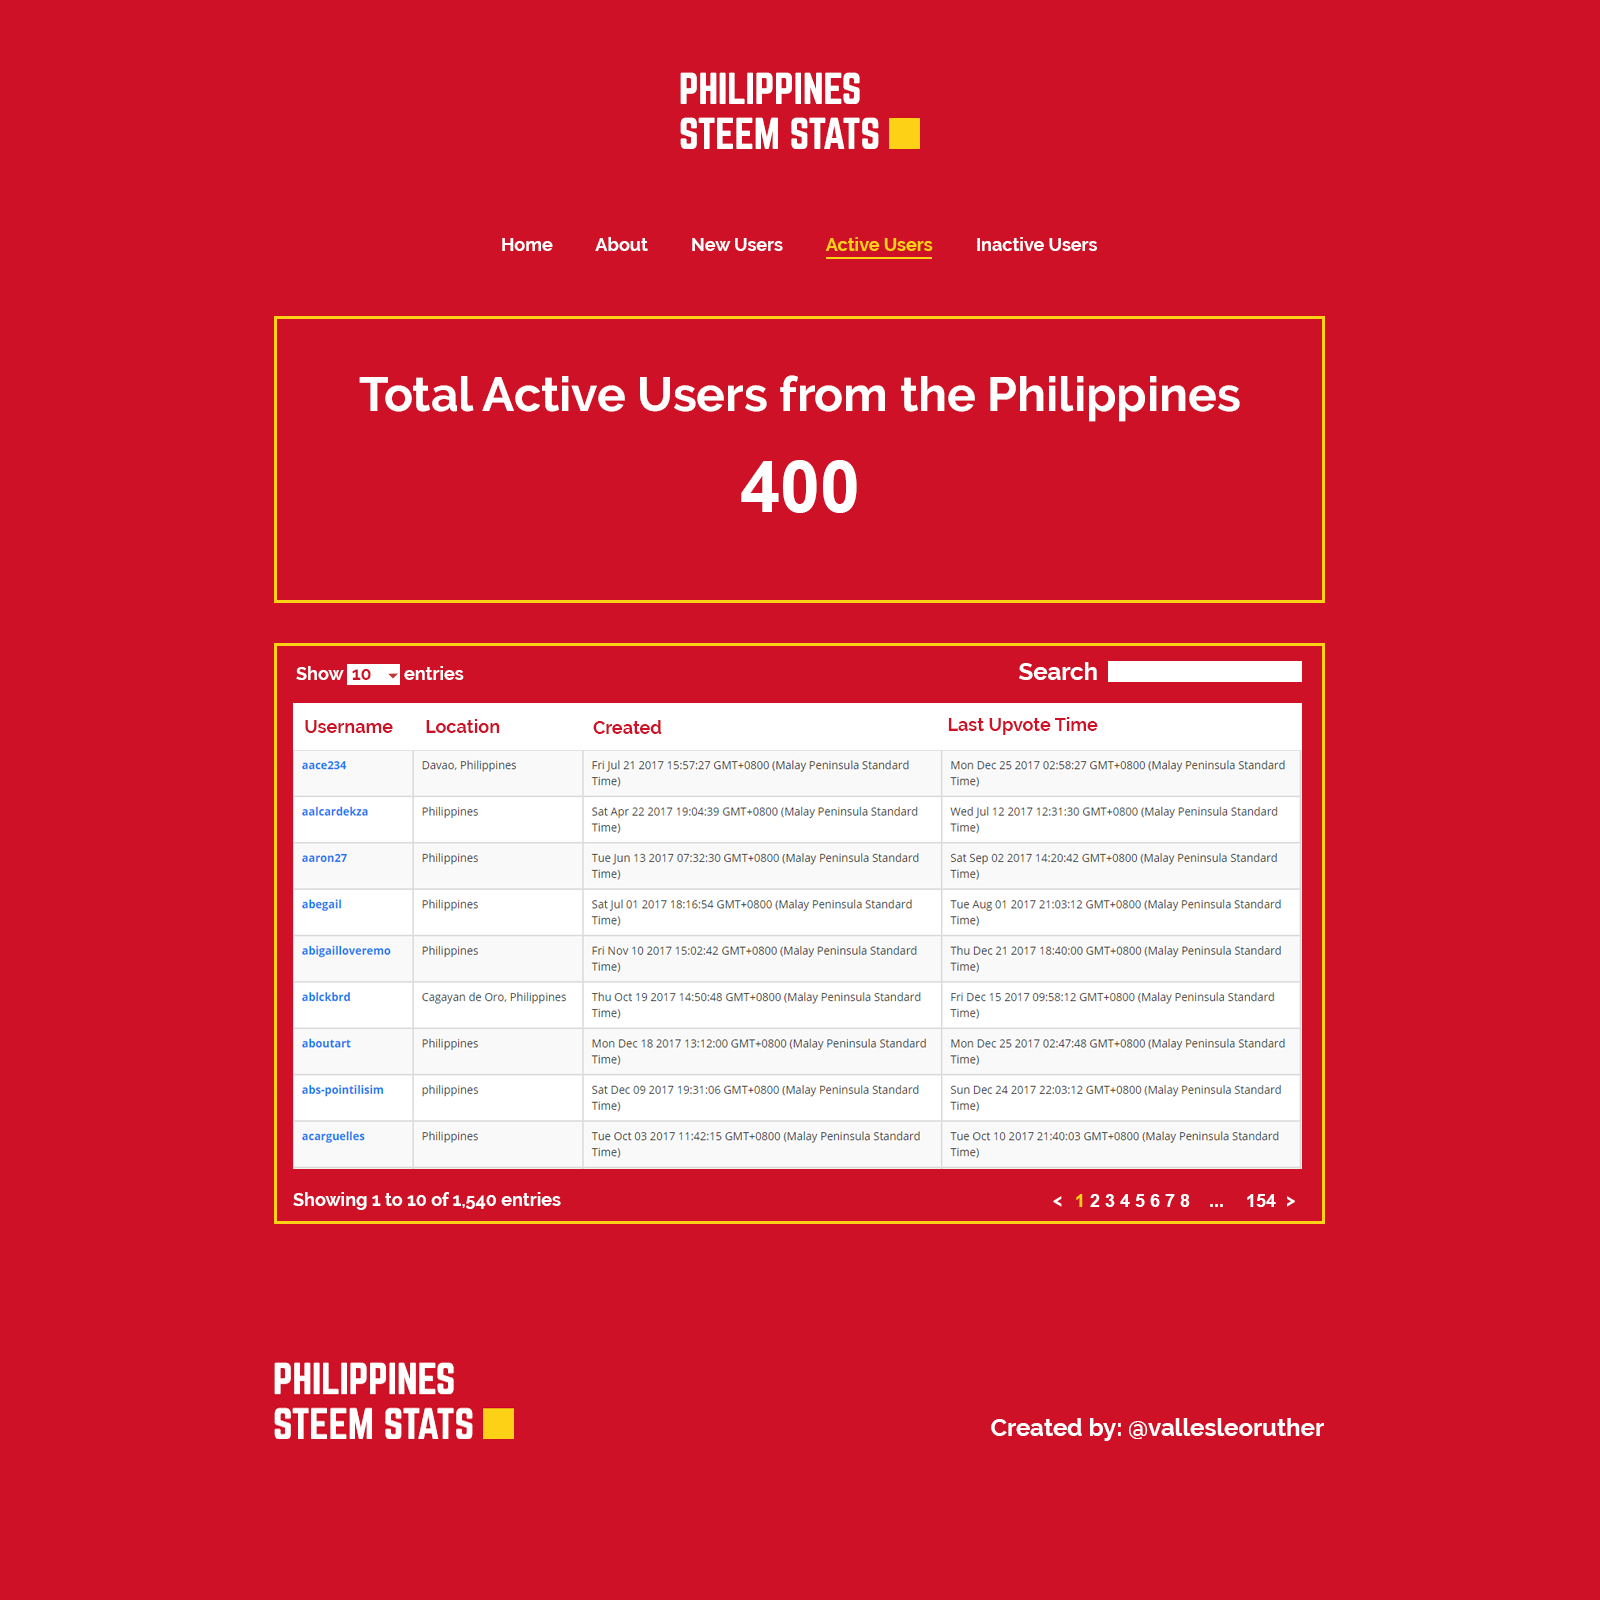 PHILIPPINES
STEEM STATS
Home About New Users Active Users Inactive Users
Total Active Users from the Philippines
400
Show 10 entries Search
Username Location Created Last Upvote Time
aace234 Davao, Philippines Fri Jul 21 2017 15:57:27 GMT+0800 (Malay Peninsula Standard Mon Dec 25 2017 02:58:27 GMT+0800 (Malay Peninsula Standard
Time) Time)
aalcardekza Philippines Sat Apr 22 2017 19:04:39 GMT+0800 (Malay Peninsula Standard Wed Jul 12 2017 12:31:30 GMT+0800 (Malay Peninsula Standard
Time) Time)
aaron27 Philippines Tue Jun 13 2017 07:32:30 GMT+0800 (Malay Peninsula Standard Sat Sep 02 2017 14:20:42 GMT+0800 (Malay Peninsula Standard
Time) Time)
abegail Philippines Sat Jul 01 2017 18:16:54 GMT+0800 (Malay Peninsula Standard Tue Aug 01 2017 21:03:12 GMT+0800 (Malay Peninsula Standard
Time) Time)
abigailloveremo Philippines Fri Nov 10 2017 15:02:42 GMT+0800 (Malay Peninsula Standard Thu Dec 21 2017 18:40:00 GMT+0800 (Malay Peninsula Standard
Time) Time)
ablckbrd Cagayan de Oro, Philippines Thu Oct 19 2017 14:50:48 GMT+0800 (Malay Peninsula Standard Fri Dec 15 2017 09:58:12 GMT+0800 (Malay Peninsula Standard
Time) Time)
aboutart Philippines Mon Dec 18 2017 13:12:00 GMT+0800 (Malay Peninsula Standard Mon Dec 25 2017 02:47:48 GMT+0800 (Malay Peninsula Standard
Time) Time)
abs-pointilisim philippines Sat Dec 09 2017 19:31:06 GMT+0800 (Malay Peninsula Standard Sun Dec 24 2017 22:03:12 GMT+0800 (Malay Peninsula Standard
Time) Time)
acarguelles Philippines Tue Oct 03 2017 11:42:15 GMT+0800 (Malay Peninsula Standard Tue Oct 10 2017 21:40:03 GMT+0800 (Malay Peninsula Standard
Time) Time)
Showing 1 to 10 of 1,540 entries < 1 2 3 4 5 6 7 8 ... 154 >
PHILIPPINES
STEEM STATS
Created by: @vallesleoruther